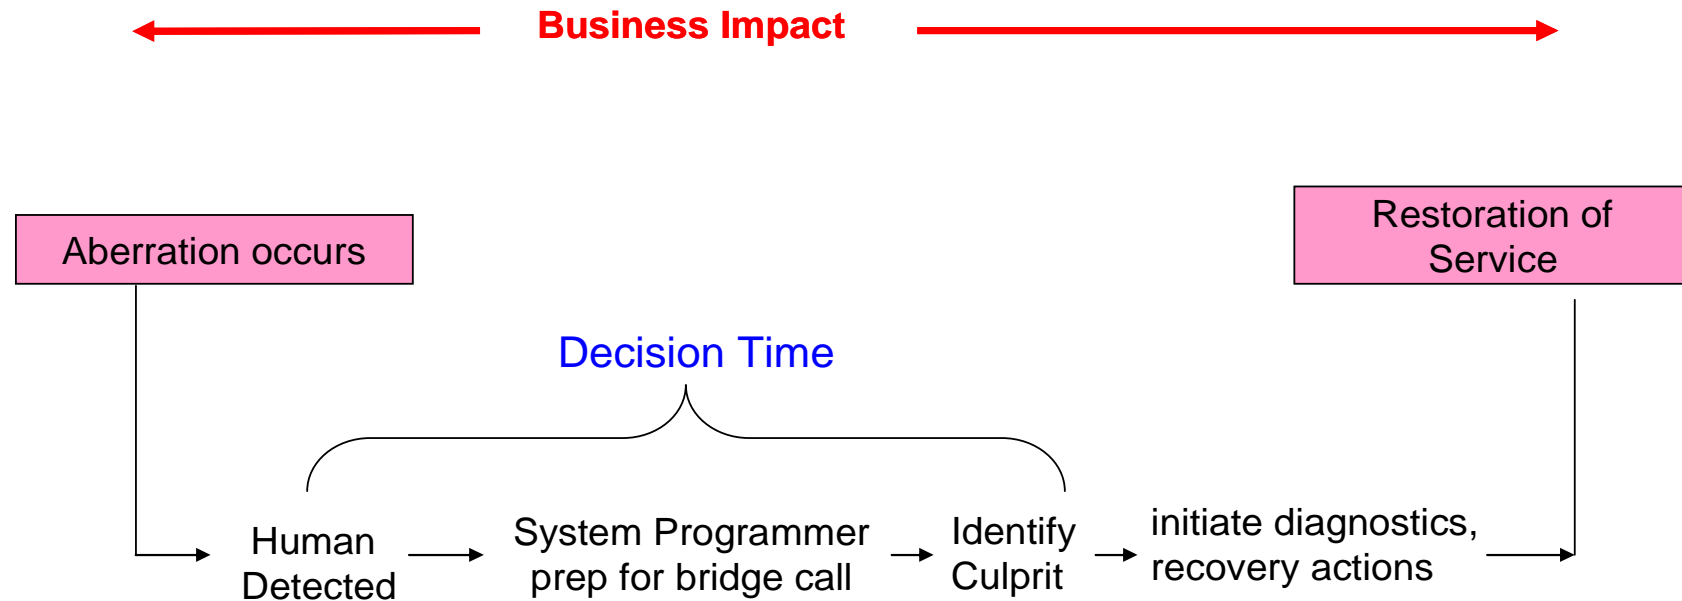 Business Impact
Aberration occurs
Restoration of
Service
Decision Time
Human
Detected
System Programmer
prep for bridge call
Identify
Culprit
initiate diagnostics,
recovery actions